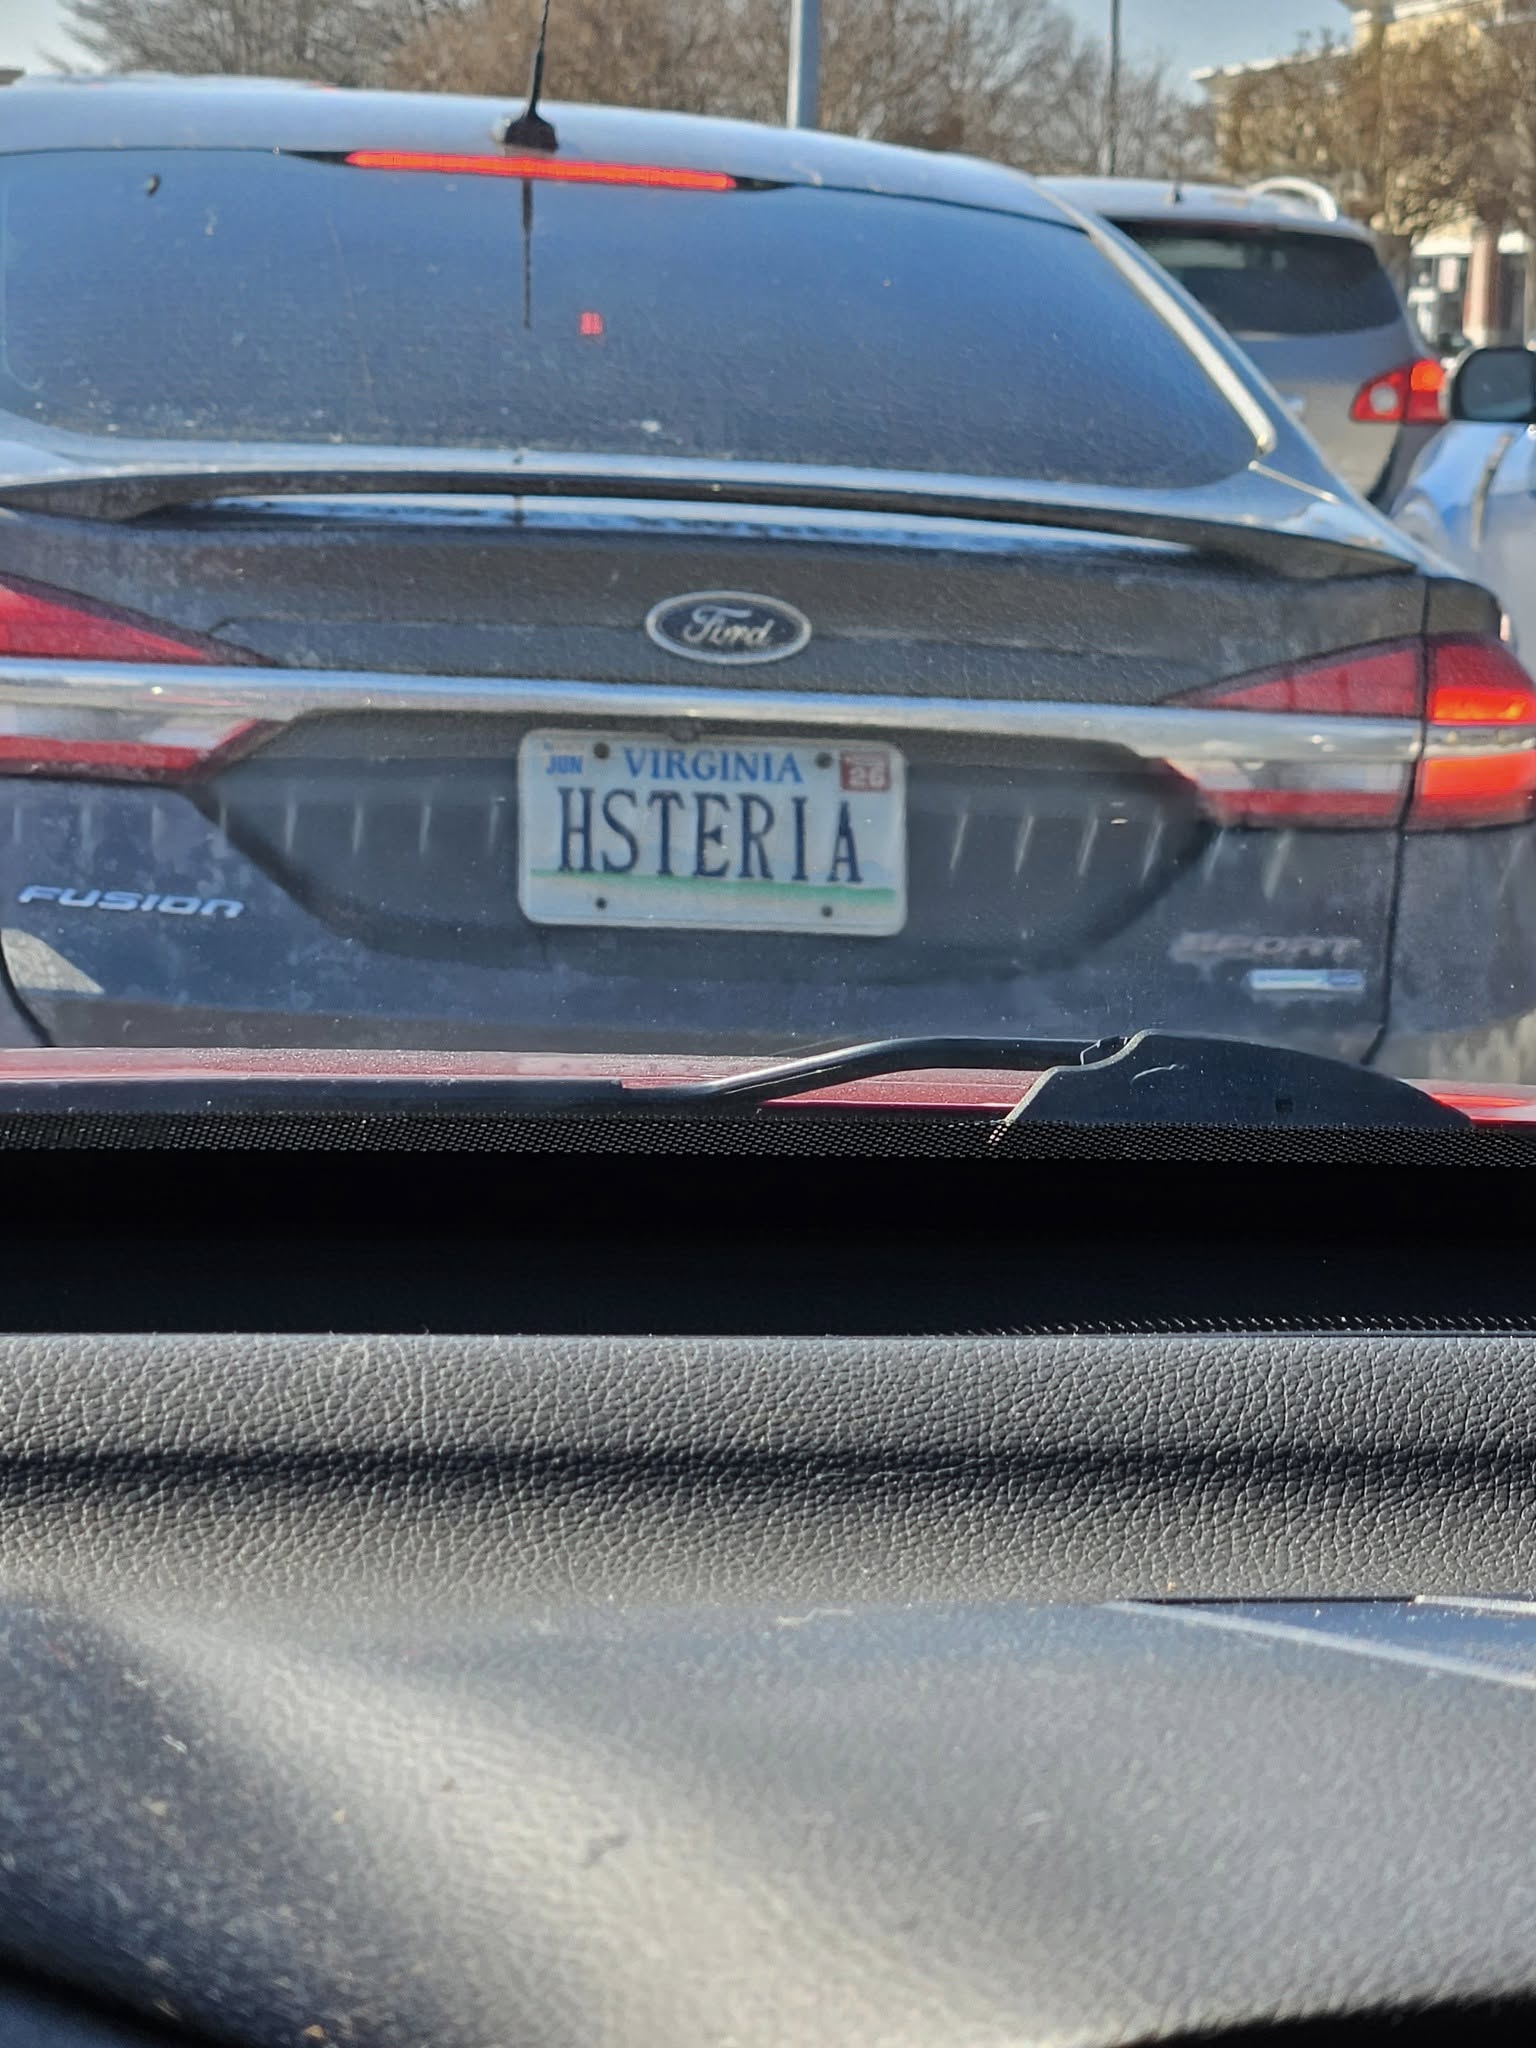 Ford
JUN VIRGINIA 26
HSTERIA
FUSION
SPORT